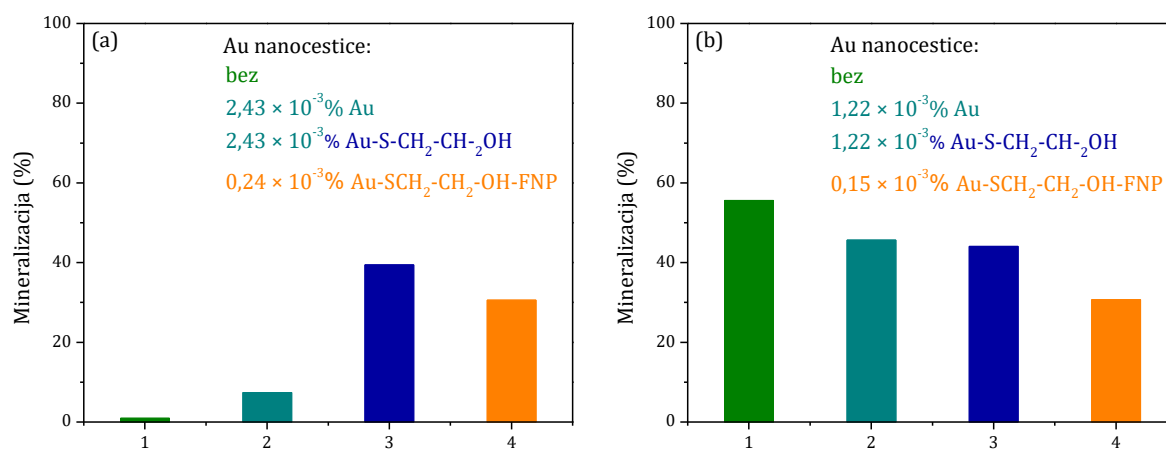 (a)
Au nanocestice:
bez
2,43 × 10⁻³% Au
2,43 × 10⁻³% Au-S-CH₂-CH-₂OH
0,24 × 10⁻³% Au-SCH₂-CH₂-OH-FNP
Mineralizacija (%)
100
80
60
40
20
0
1 2 3 4
(b)
Au nanocestice:
bez
1,22 × 10⁻³% Au
1,22 × 10⁻³% Au-S-CH₂-CH-₂OH
0,15 × 10⁻³% Au-SCH₂-CH₂-OH-FNP
Mineralizacija (%)
100
80
60
40
20
0
1 2 3 4